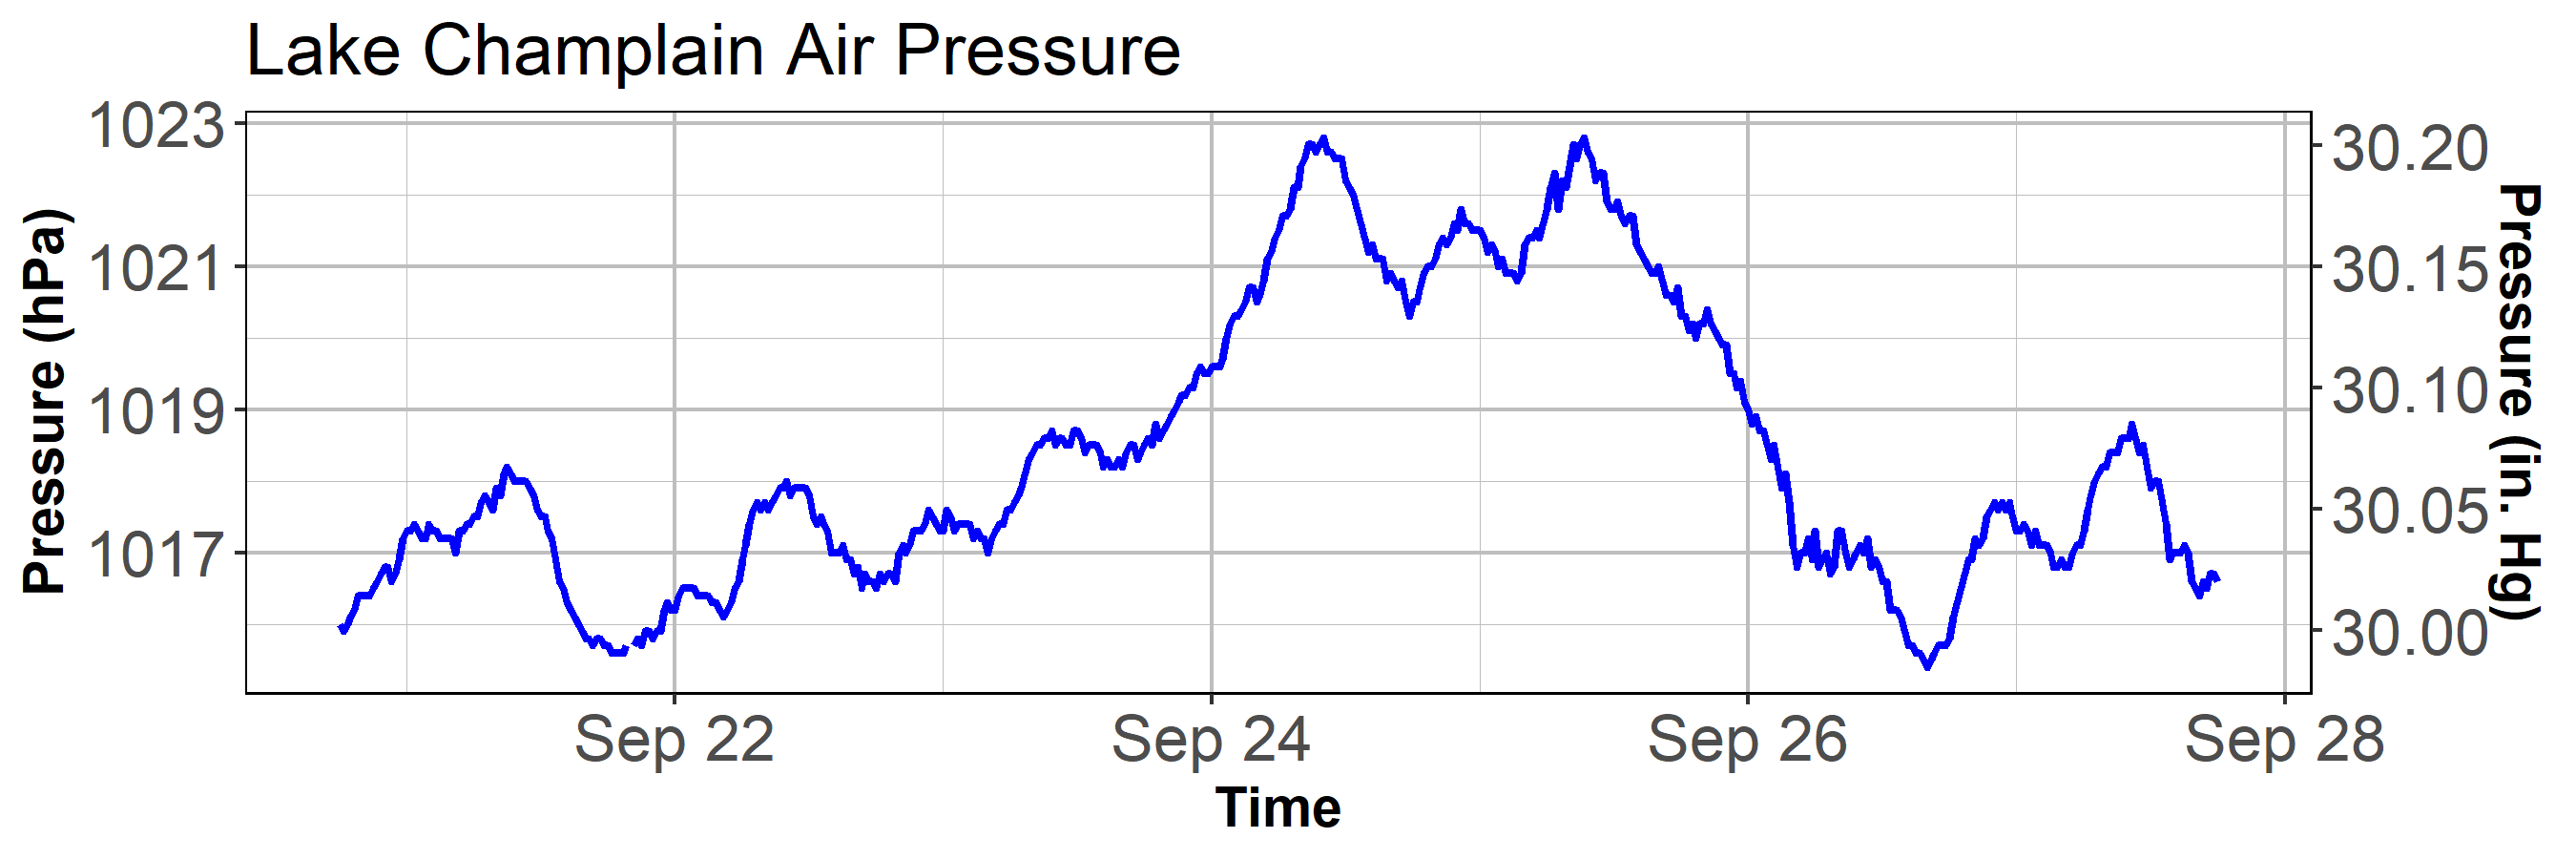 Lake Champlain Air Pressure
Pressure (hPa)
1023
1021
1019
1017
30.20
30.15
30.10
30.05
30.00
Pressure (in. Hg)
Sep 22
Sep 24
Sep 26
Sep 28
Time